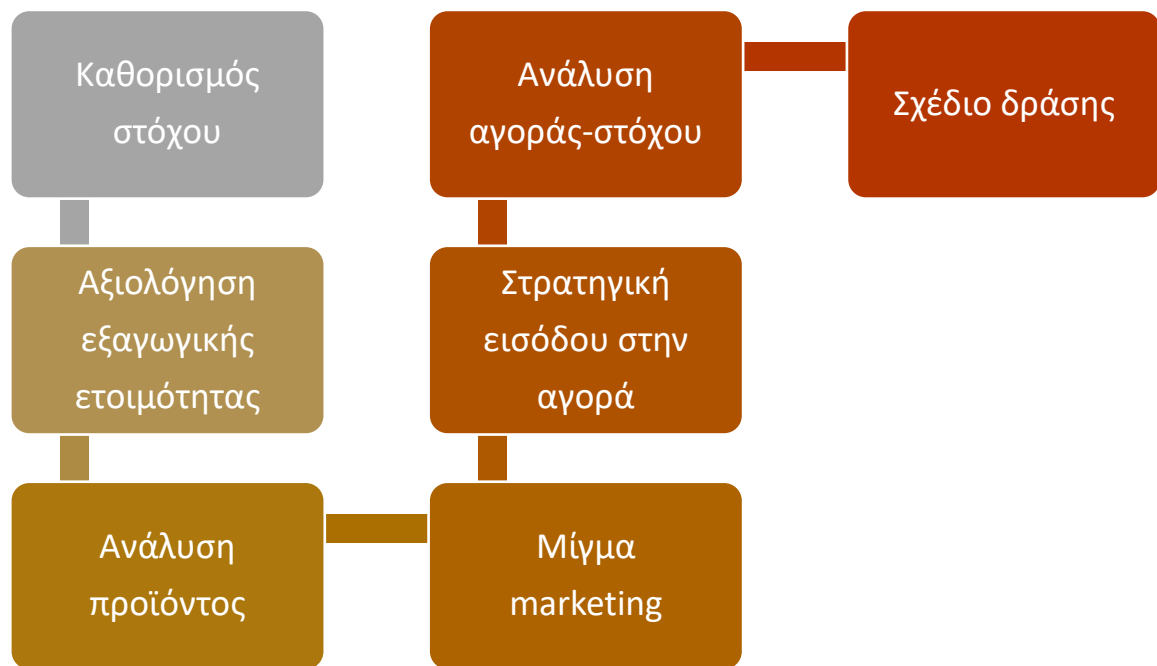 Καθορισμός
στόχου
Αξιολόγηση
εξαγωγικής
ετοιμότητας
Ανάλυση
προϊόντος
Μίγμα
marketing
Στρατηγική
εισόδου στην
αγορά
Ανάλυση
αγοράς-στόχου
Σχέδιο δράσης